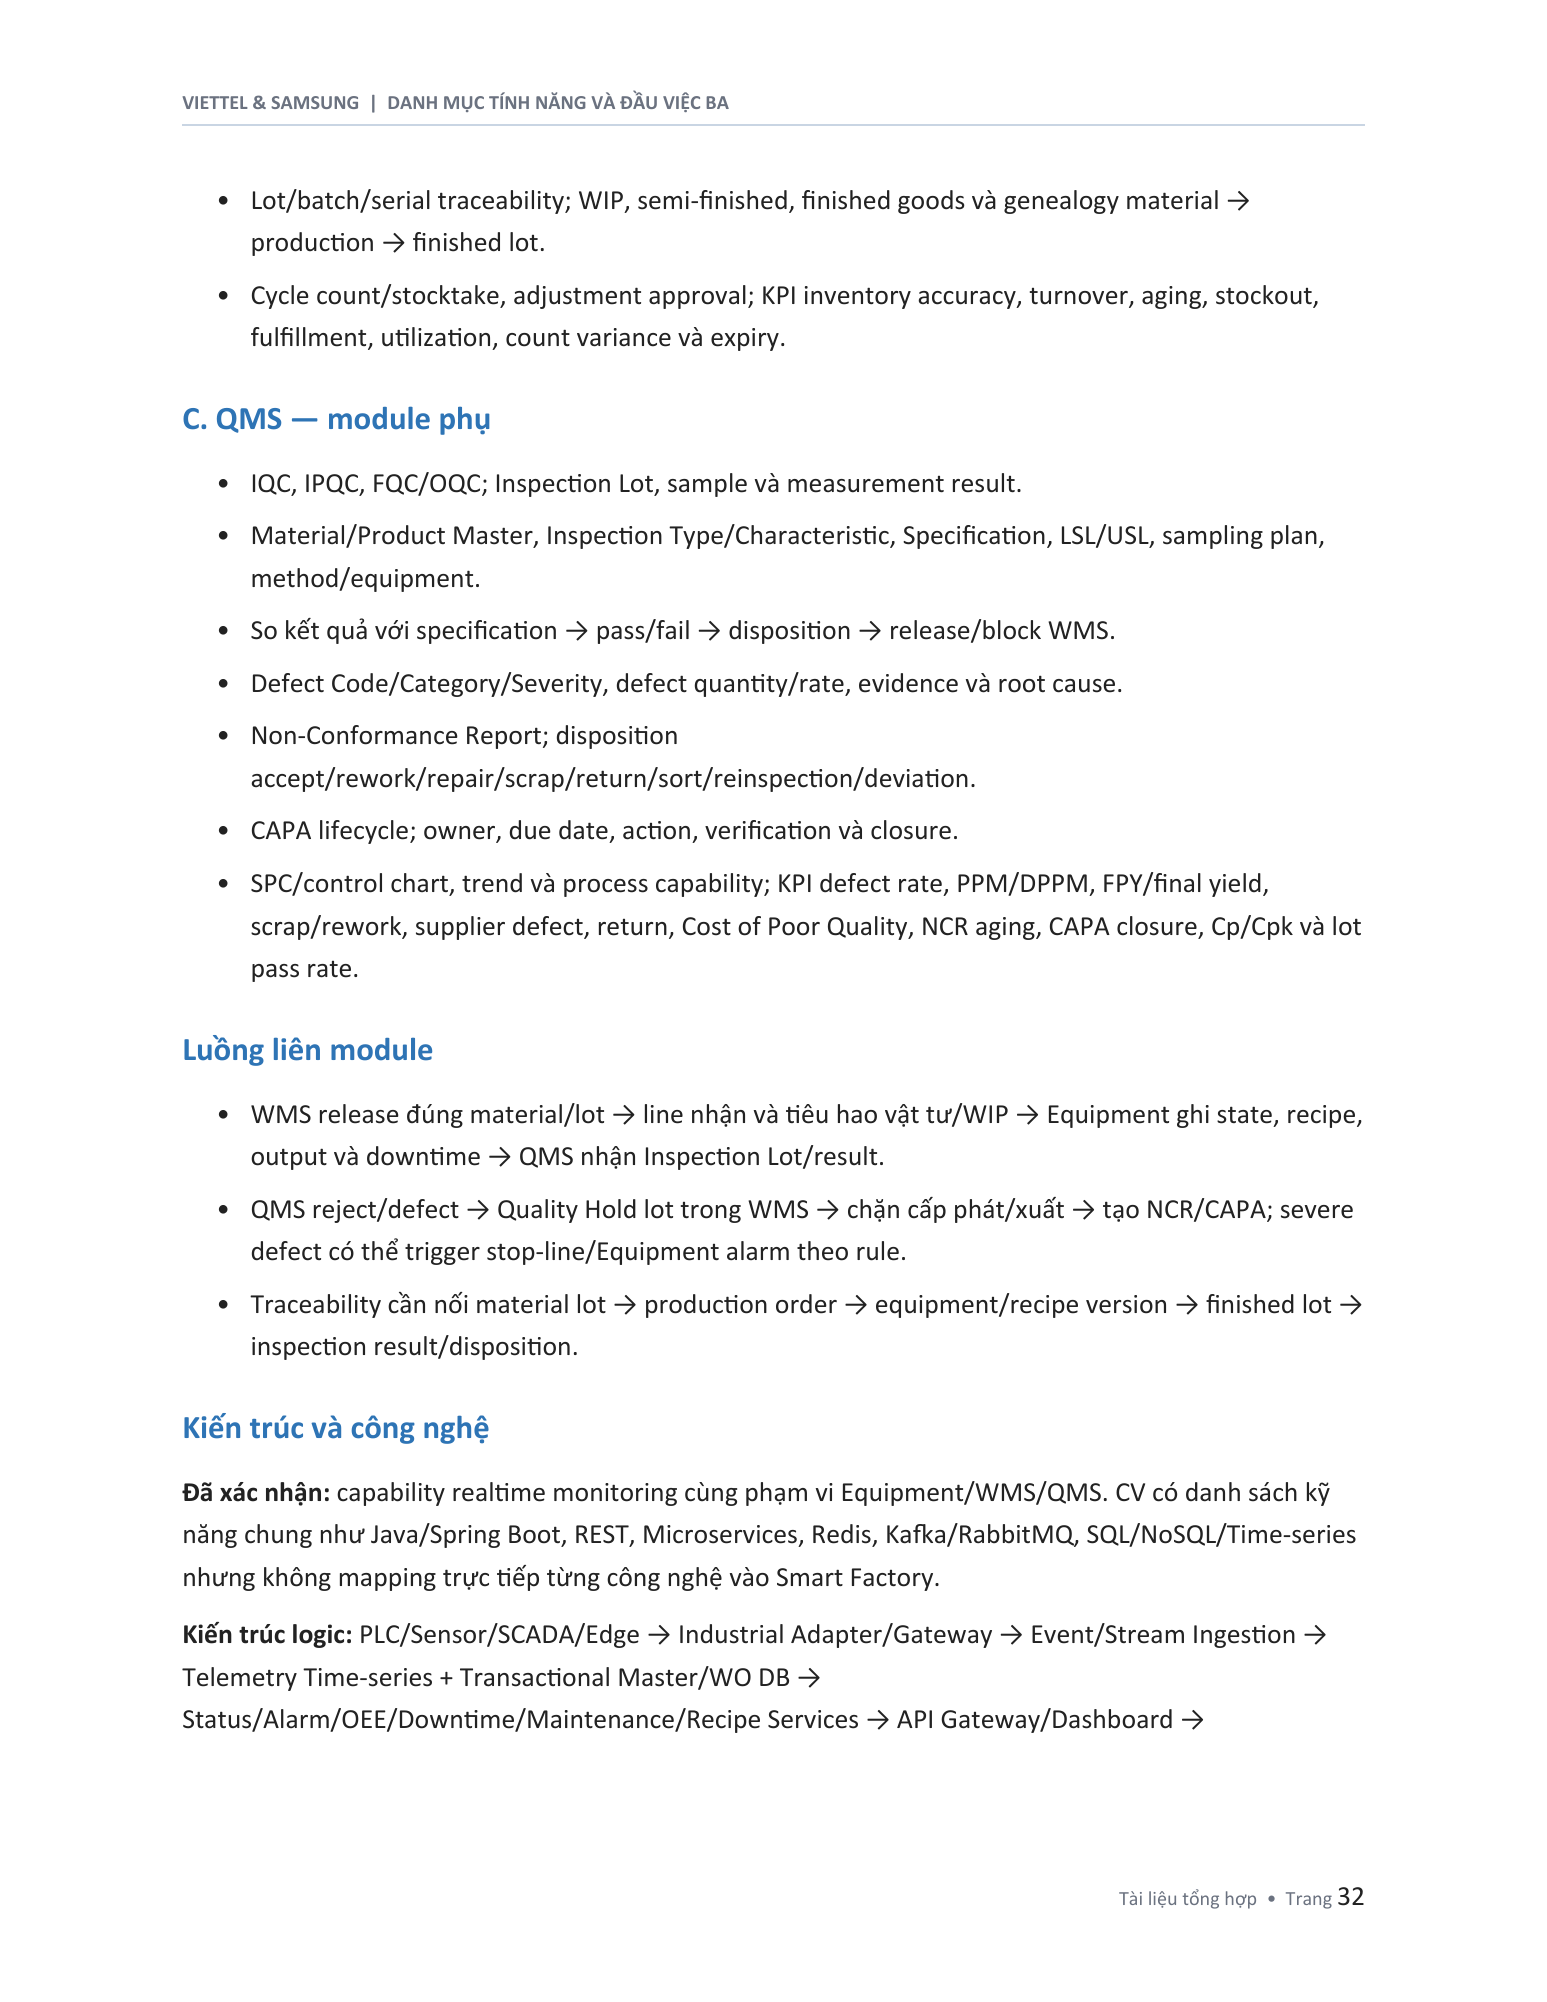 VIETTEL & SAMSUNG | DANH MỤC TÍNH NĂNG VÀ ĐẦU VIỆC BA
• Lot/batch/serial traceability; WIP, semi-finished, finished goods và genealogy material →
production → finished lot.
• Cycle count/stocktake, adjustment approval; KPI inventory accuracy, turnover, aging, stockout,
fulfillment, utilization, count variance và expiry.
C. QMS — module phụ
• IQC, IPQC, FQC/OQC; Inspection Lot, sample và measurement result.
• Material/Product Master, Inspection Type/Characteristic, Specification, LSL/USL, sampling plan,
method/equipment.
• So kết quả với specification → pass/fail → disposition → release/block WMS.
• Defect Code/Category/Severity, defect quantity/rate, evidence và root cause.
• Non-Conformance Report; disposition
accept/rework/repair/scrap/return/sort/reinspection/deviation.
• CAPA lifecycle; owner, due date, action, verification và closure.
• SPC/control chart, trend và process capability; KPI defect rate, PPM/DPPM, FPY/final yield,
scrap/rework, supplier defect, return, Cost of Poor Quality, NCR aging, CAPA closure, Cp/Cpk và lot
pass rate.
Luồng liên module
• WMS release đúng material/lot → line nhận và tiêu hao vật tư/WIP → Equipment ghi state, recipe,
output và downtime → QMS nhận Inspection Lot/result.
• QMS reject/defect → Quality Hold lot trong WMS → chặn cấp phát/xuất → tạo NCR/CAPA; severe
defect có thể trigger stop-line/Equipment alarm theo rule.
• Traceability cần nối material lot → production order → equipment/recipe version → finished lot →
inspection result/disposition.
Kiến trúc và công nghệ
Đã xác nhận: capability realtime monitoring cùng phạm vi Equipment/WMS/QMS. CV có danh sách kỹ
năng chung như Java/Spring Boot, REST, Microservices, Redis, Kafka/RabbitMQ, SQL/NoSQL/Time-series
nhưng không mapping trực tiếp từng công nghệ vào Smart Factory.
Kiến trúc logic: PLC/Sensor/SCADA/Edge → Industrial Adapter/Gateway → Event/Stream Ingestion →
Telemetry Time-series + Transactional Master/WO DB →
Status/Alarm/OEE/Downtime/Maintenance/Recipe Services → API Gateway/Dashboard →
Tài liệu tổng hợp • Trang 32